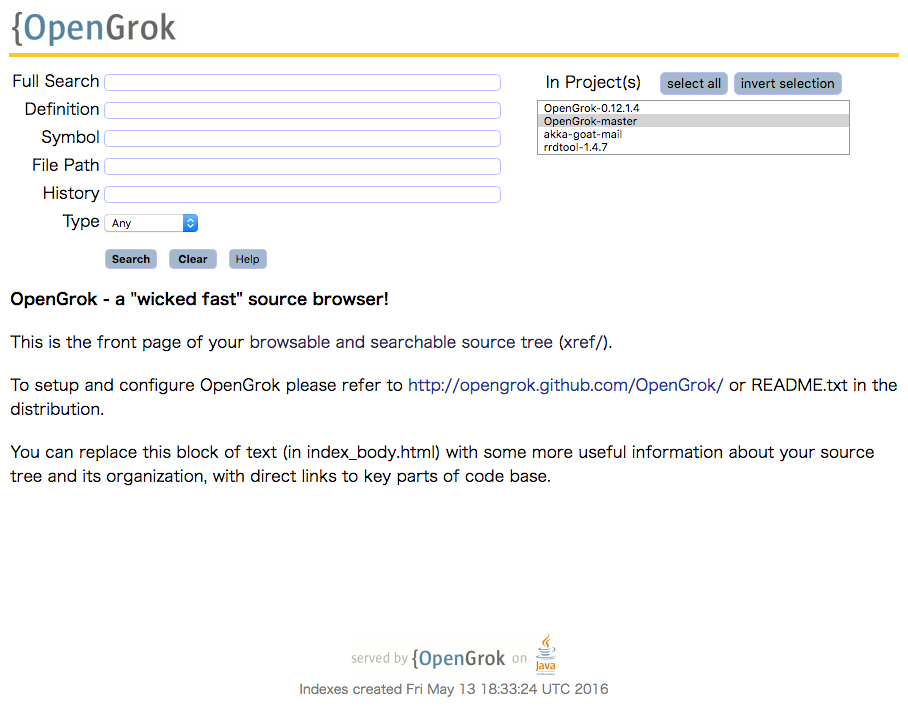 {OpenGrok
Full Search
In Project(s) select all invert selection
Definition
Symbol
File Path
History
Type Any
OpenGrok-0.12.1.4
OpenGrok-master
akka-goat-mail
rrdtool-1.4.7
Search Clear Help
OpenGrok - a "wicked fast" source browser!
This is the front page of your browsable and searchable source tree (xref/).
To setup and configure OpenGrok please refer to http://opengrok.github.com/OpenGrok/ or README.txt in the
distribution.
You can replace this block of text (in index_body.html) with some more useful information about your source
tree and its organization, with direct links to key parts of code base.
served by {OpenGrok on Java
Indexes created Fri May 13 18:33:24 UTC 2016